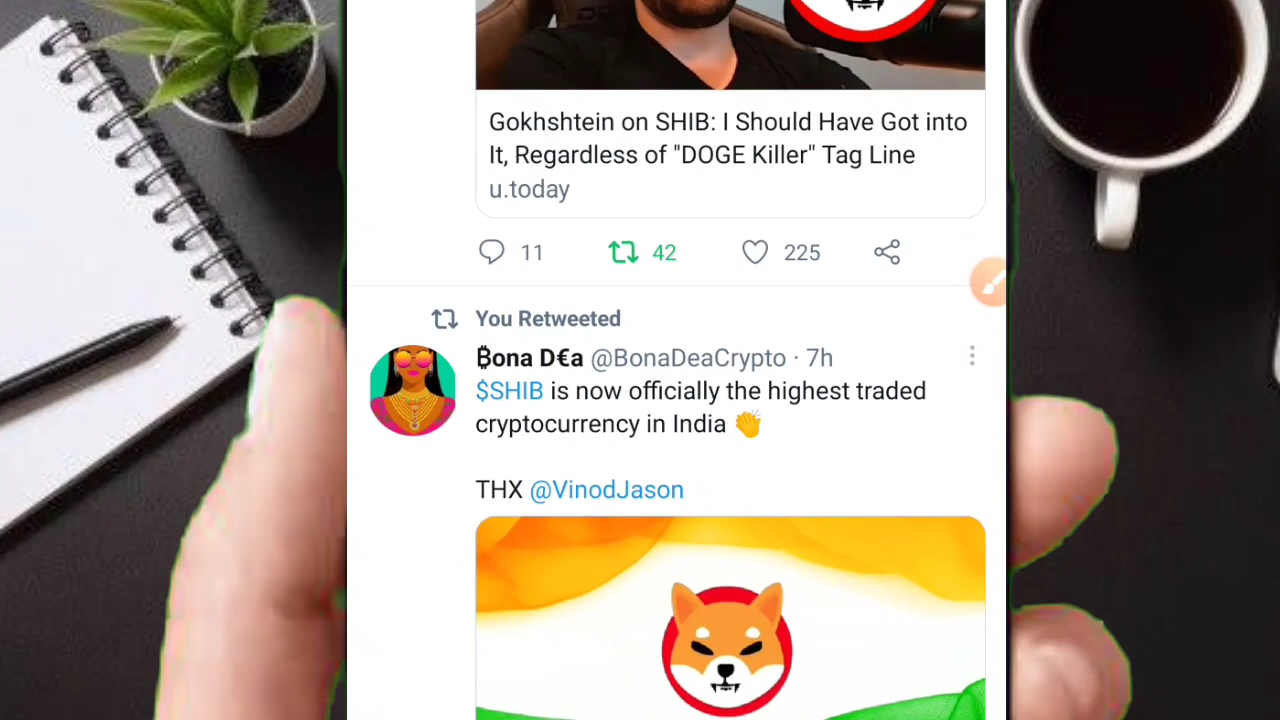 Gokhshtein on SHIB: I Should Have Got into
It, Regardless of "DOGE Killer" Tag Line
u.today
11 42 225
You Retweeted
₿ona D€a @BonaDeaCrypto · 7h
$SHIB is now officially the highest traded
cryptocurrency in India 👏
THX @VinodJason